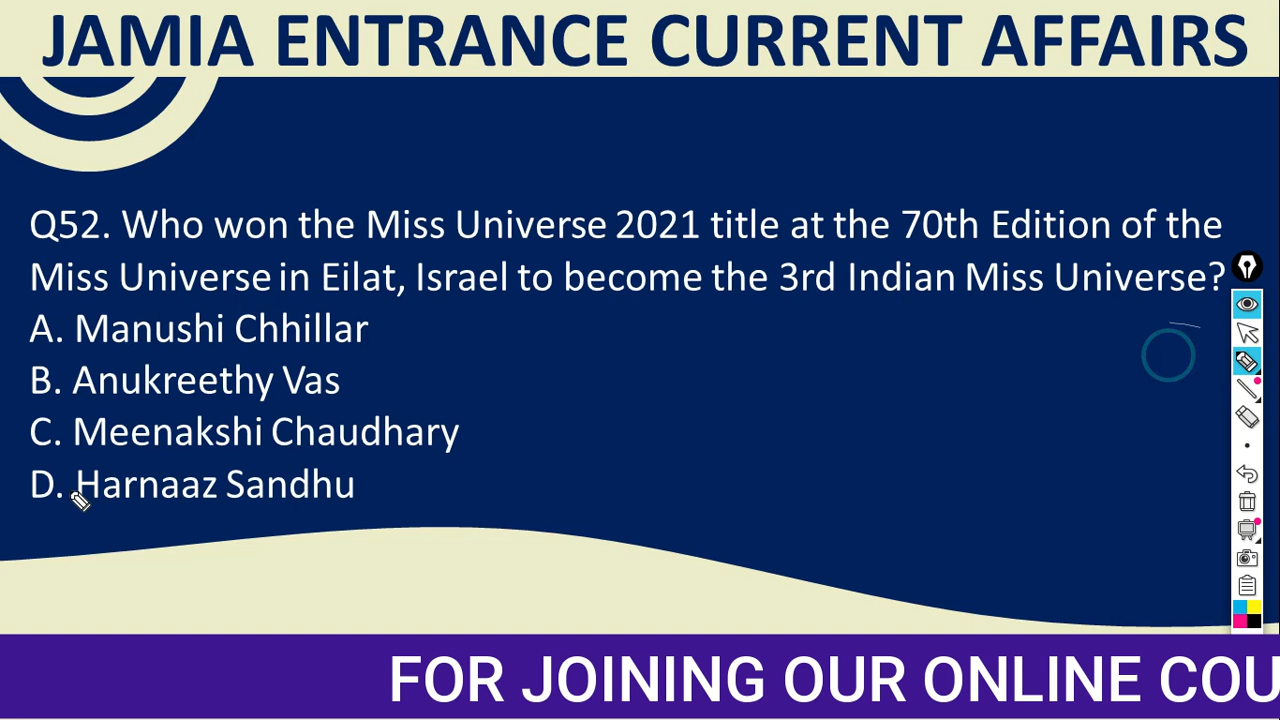 JAMIA ENTRANCE CURRENT AFFAIRS
Q52. Who won the Miss Universe 2021 title at the 70th Edition of the
Miss Universe in Eilat, Israel to become the 3rd Indian Miss Universe?
A. Manushi Chhillar
B. Anukreethy Vas
C. Meenakshi Chaudhary
D. Harnaaz Sandhu
FOR JOINING OUR ONLINE COU